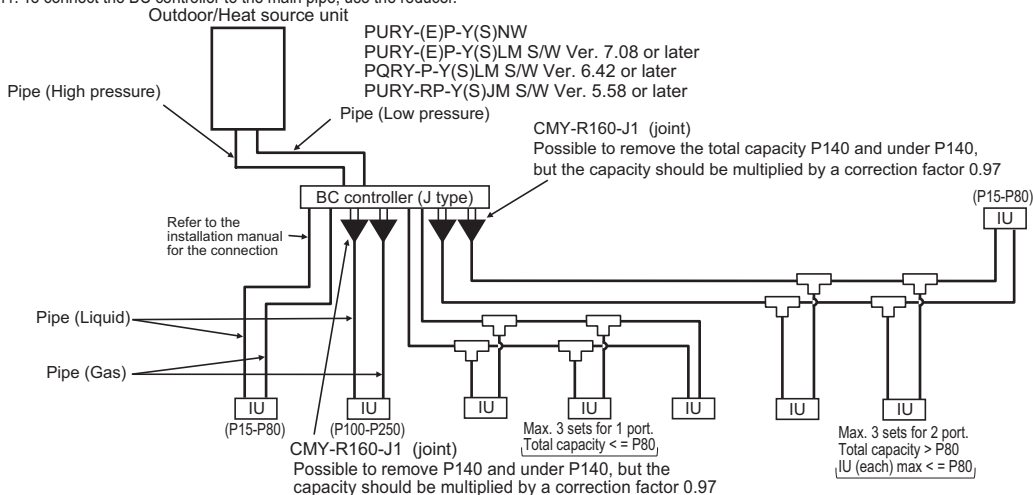 Outdoor/Heat source unit
PURY-(E)P-Y(S)NW
PURY-(E)P-Y(S)LM S/W Ver. 7.08 or later
PQRY-P-Y(S)LM S/W Ver. 6.42 or later
PURY-RP-Y(S)JM S/W Ver. 5.58 or later
Pipe (High pressure)
Pipe (Low pressure)
CMY-R160-J1 (joint)
Possible to remove the total capacity P140 and under P140,
but the capacity should be multiplied by a correction factor 0.97
BC controller (J type)
(P15-P80)
IU
Refer to the
installation manual
for the connection
Pipe (Liquid)
Pipe (Gas)
IU
(P15-P80)
IU
(P100-P250)
IU
IU
IU
IU
IU
Max. 3 sets for 1 port.
Total capacity < = P80
Max. 3 sets for 2 port.
Total capacity > P80
IU (each) max < = P80
CMY-R160-J1 (joint)
Possible to remove P140 and under P140, but the
capacity should be multiplied by a correction factor 0.97